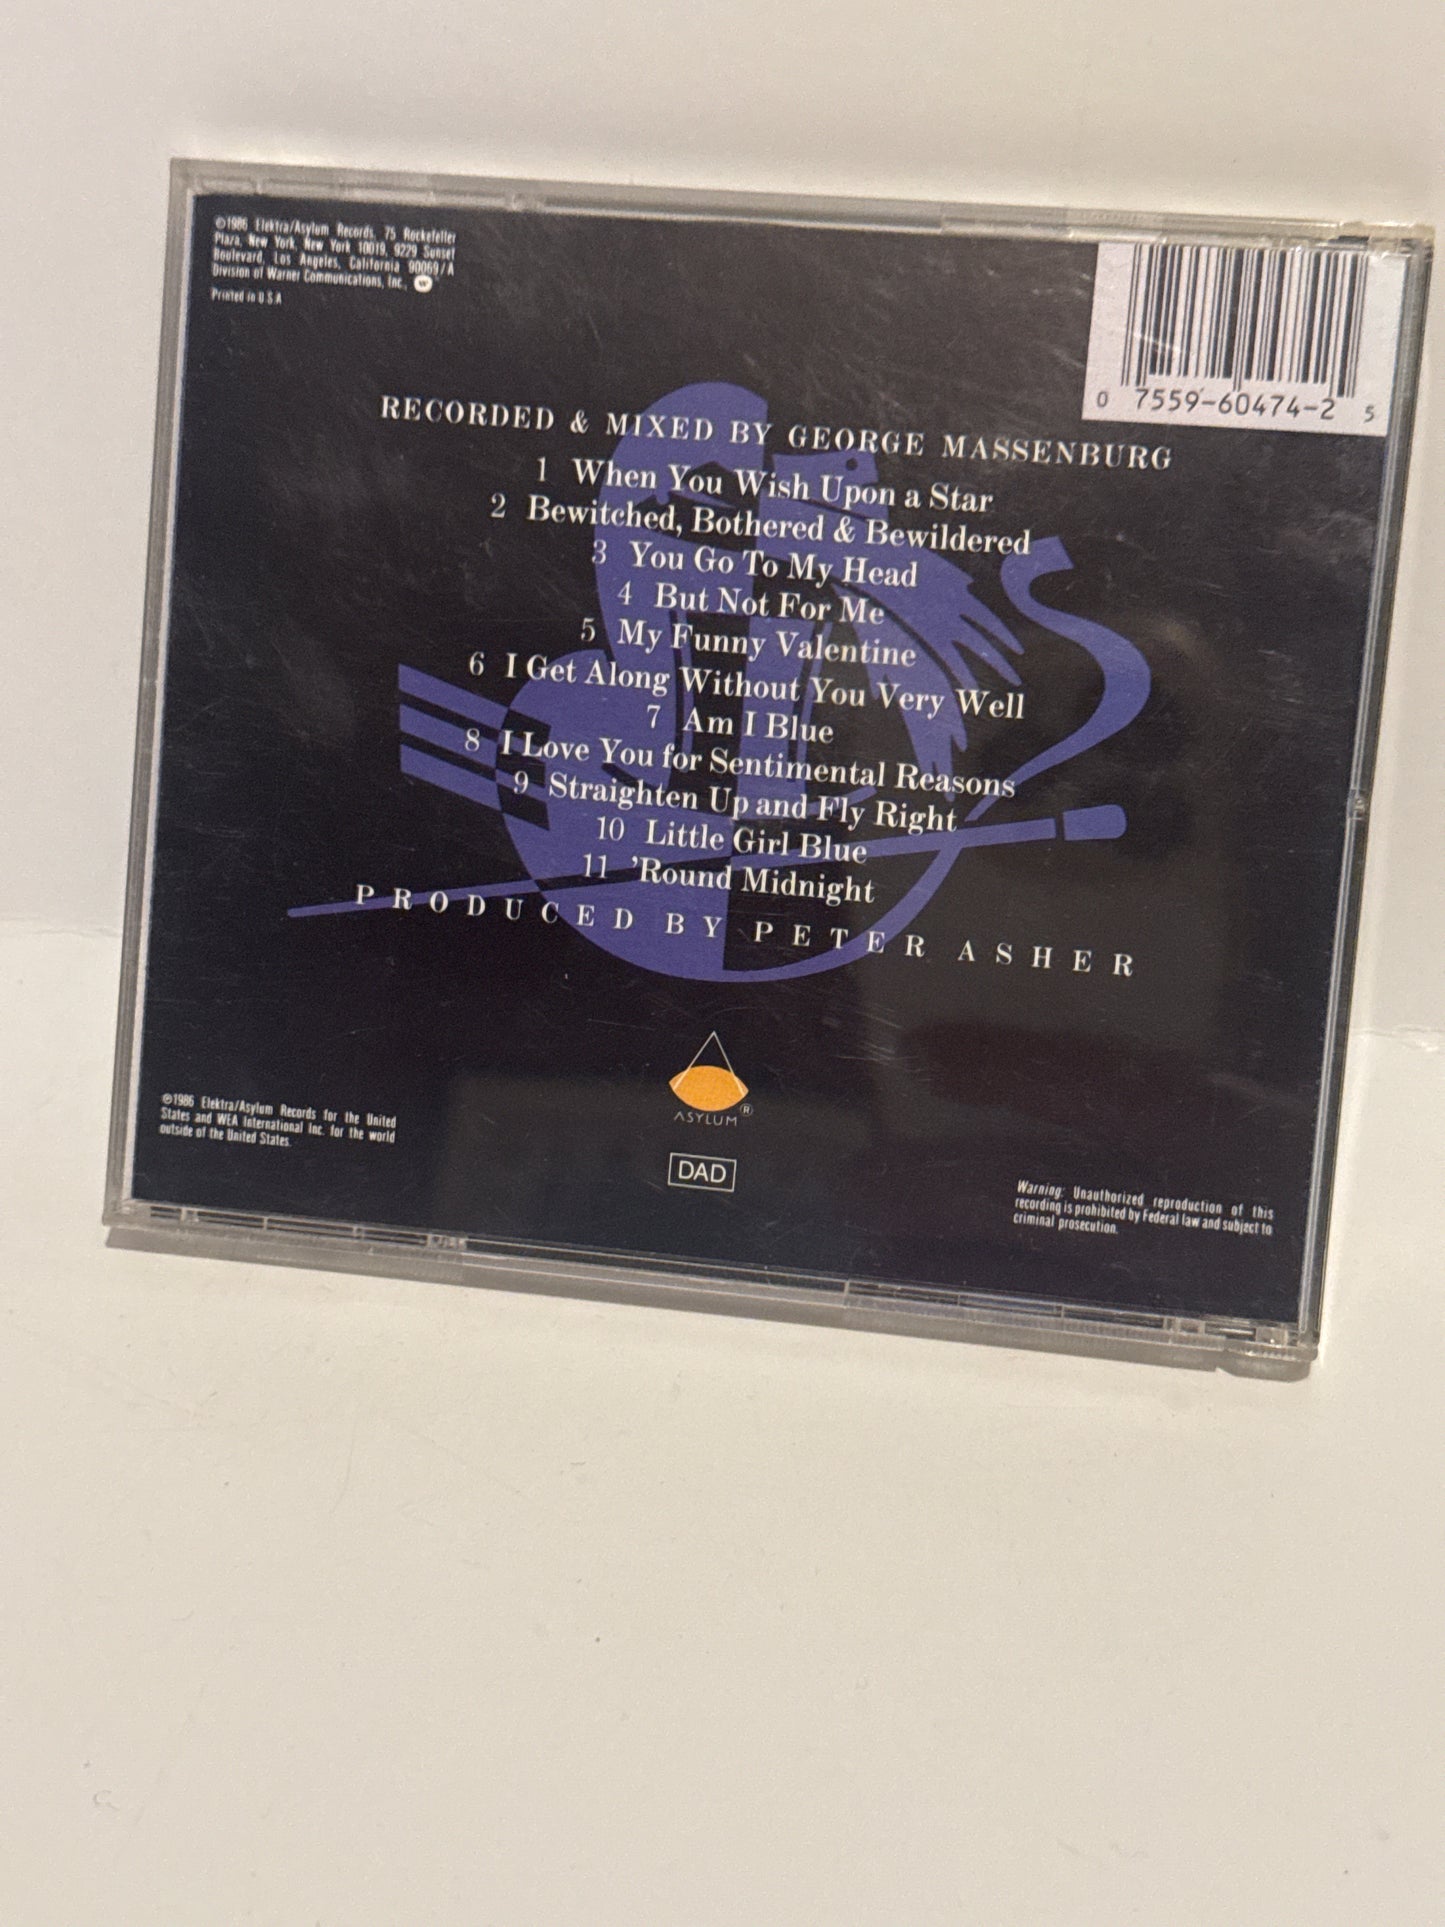 ©1986 Elektra/Asylum Records, 75 Rockefeller
Plaza, New York, New York 10019, 9229 Sunset
Boulevard, Los Angeles, California 90069/A
Division of Warner Communications, Inc., W
Printed in U.S.A
0 7559-60474-2 5
RECORDED & MIXED BY GEORGE MASSENBURG
1 When You Wish Upon a Star
2 Bewitched, Bothered & Bewildered
3 You Go To My Head
4 But Not For Me
5 My Funny Valentine
6 I Get Along Without You Very Well
7 Am I Blue
8 I Love You for Sentimental Reasons
9 Straighten Up and Fly Right
10 Little Girl Blue
11 ’Round Midnight
PRODUCED BY PETER ASHER
ASYLUM ®
DAD
℗1986 Elektra/Asylum Records for the United
States and WEA International Inc. for the world
outside of the United States.
Warning: Unauthorized reproduction of this
recording is prohibited by Federal law and subject to
criminal prosecution.